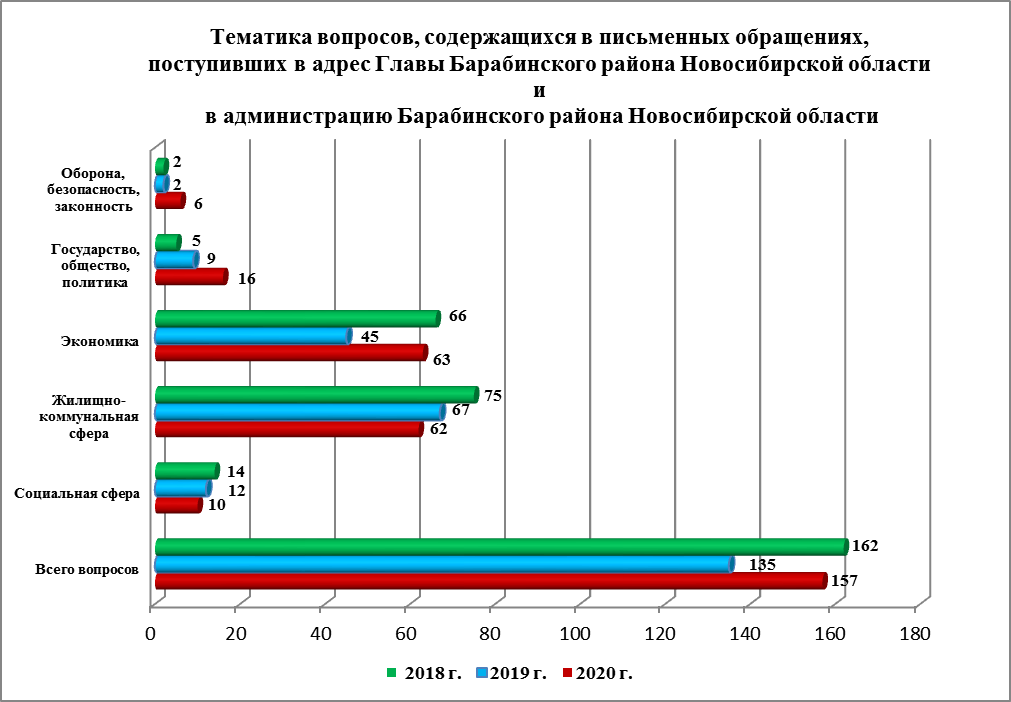 Тематика вопросов, содержащихся в письменных обращениях,
поступивших в адрес Главы Барабинского района Новосибирской области
и
в администрацию Барабинского района Новосибирской области
Оборона,
безопасность,
законность
2
2
6
Государство,
общество,
политика
5
9
16
Экономика
66
45
63
Жилищно-
коммунальная
сфера
75
67
62
Социальная сфера
14
12
10
Всего вопросов
162
135
157
0 20 40 60 80 100 120 140 160 180
2018 г. 2019 г. 2020 г.